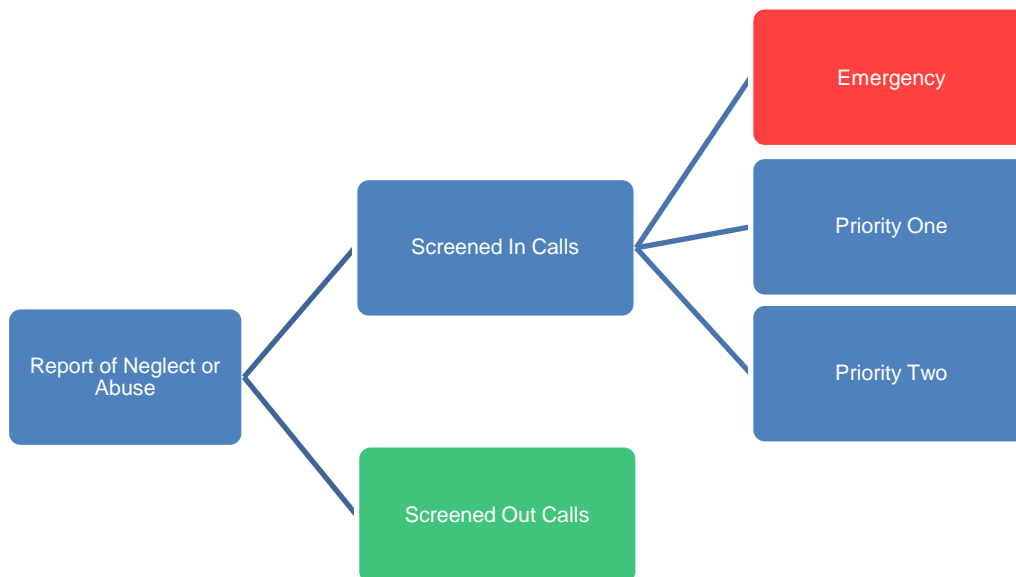 Emergency
Screened In Calls
Priority One
Report of Neglect or
Abuse
Priority Two
Screened Out Calls